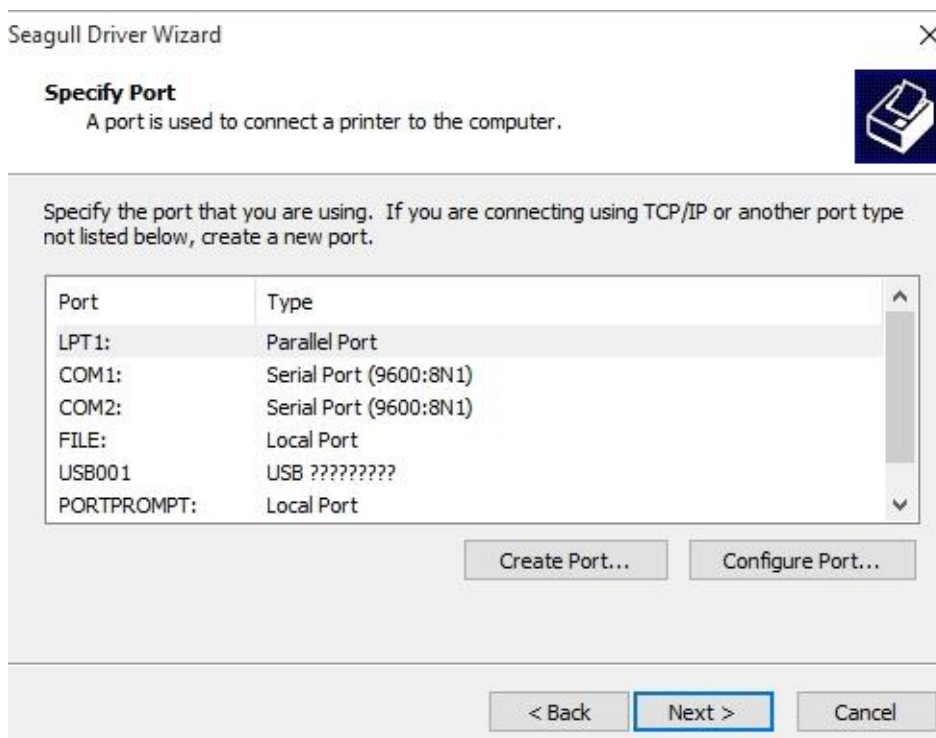 Seagull Driver Wizard
Specify Port
A port is used to connect a printer to the computer.
Specify the port that you are using.  If you are connecting using TCP/IP or another port type
not listed below, create a new port.
Port Type
LPT1: Parallel Port
COM1: Serial Port (9600:8N1)
COM2: Serial Port (9600:8N1)
FILE: Local Port
USB001 USB ?????????
PORTPROMPT: Local Port
Create Port... Configure Port...
< Back Next > Cancel